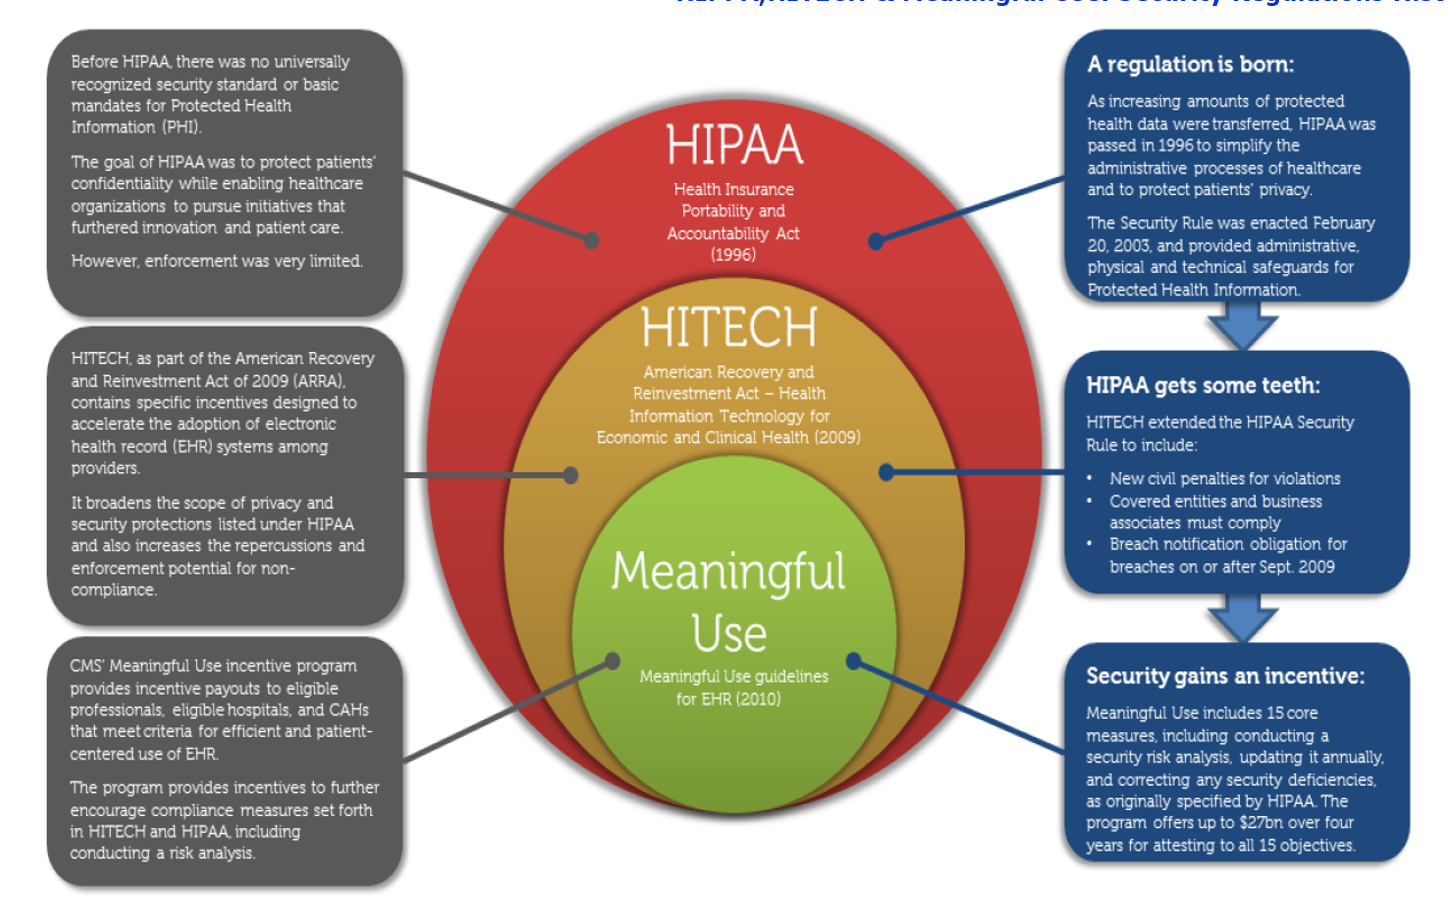 HIPAA/HITECH & Meaningful Use: Security Regulations
Before HIPAA, there was no universally
recognized security standard or basic
mandates for Protected Health
Information (PHI).
The goal of HIPAA was to protect patients'
confidentiality while enabling healthcare
organizations to pursue initiatives that
furthered innovation and patient care.
However, enforcement was very limited.
HITECH, as part of the American Recovery
and Reinvestment Act of 2009 (ARRA),
contains specific incentives designed to
accelerate the adoption of electronic
health record (EHR) systems among
providers.
It broadens the scope of privacy and
security protections listed under HIPAA
and also increases the repercussions and
enforcement potential for non-
compliance.
CMS' Meaningful Use incentive program
provides incentive payouts to eligible
professionals, eligible hospitals, and CAHs
that meet criteria for efficient and patient-
centered use of EHR.
The program provides incentives to further
encourage compliance measures set forth
in HITECH and HIPAA, including
conducting a risk analysis.
HIPAA
Health Insurance
Portability and
Accountability Act
(1996)
HITECH
American Recovery and
Reinvestment Act – Health
Information Technology for
Economic and Clinical Health (2009)
Meaningful
Use
Meaningful Use guidelines
for EHR (2010)
A regulation is born:
As increasing amounts of protected
health data were transferred, HIPAA was
passed in 1996 to simplify the
administrative processes of healthcare
and to protect patients' privacy.
The Security Rule was enacted February
20, 2003, and provided administrative,
physical and technical safeguards for
Protected Health Information.
HIPAA gets some teeth:
HITECH extended the HIPAA Security
Rule to include:
• New civil penalties for violations
• Covered entities and business
associates must comply
• Breach notification obligation for
breaches on or after Sept. 2009
Security gains an incentive:
Meaningful Use includes 15 core
measures, including conducting a
security risk analysis, updating it annually,
and correcting any security deficiencies,
as originally specified by HIPAA. The
program offers up to $27bn over four
years for attesting to all 15 objectives.